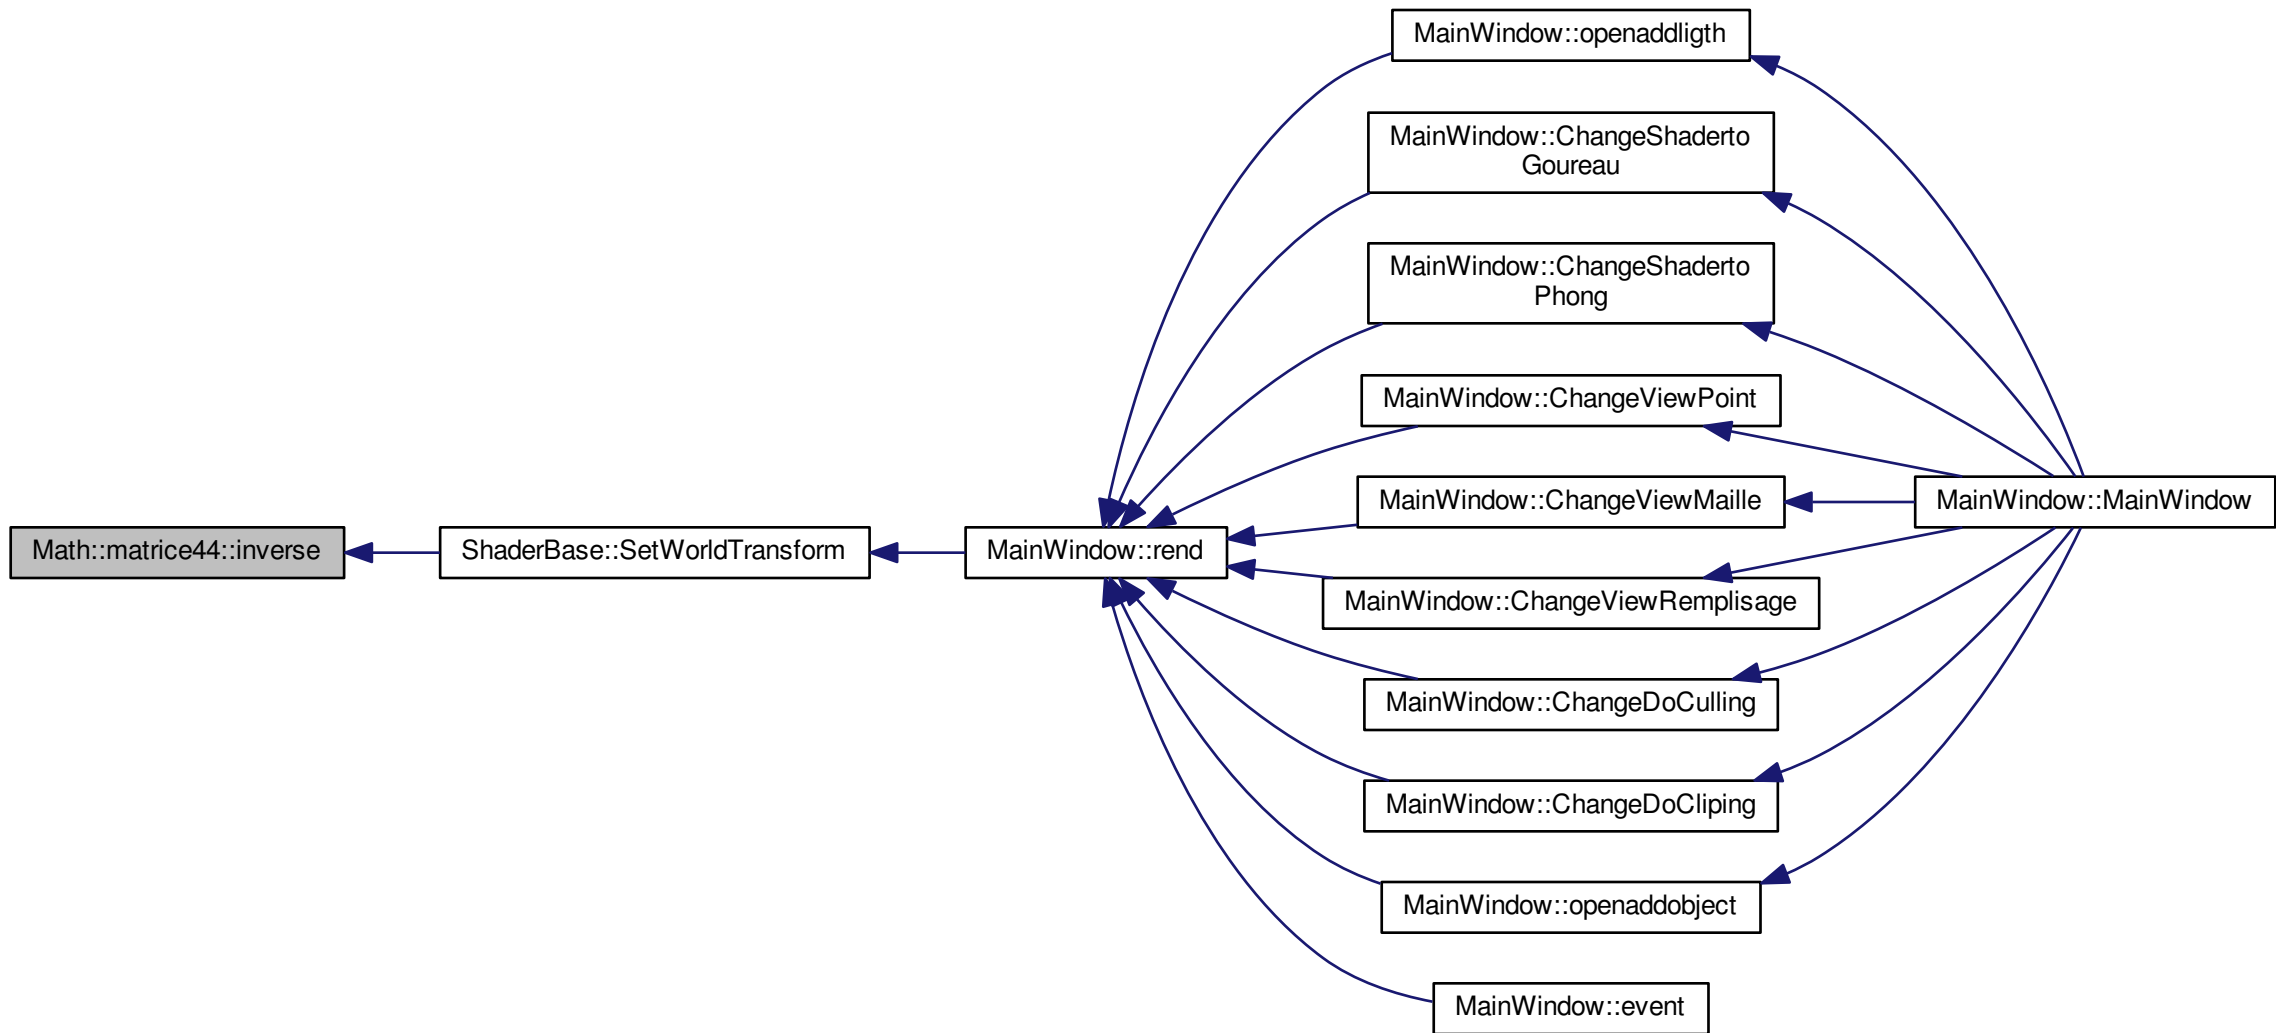 MainWindow::openaddligth
MainWindow::ChangeShaderto
Goureau
MainWindow::ChangeShaderto
Phong
MainWindow::ChangeViewPoint
MainWindow::ChangeViewMaille
MainWindow::MainWindow
Math::matrice44::inverse
ShaderBase::SetWorldTransform
MainWindow::rend
MainWindow::ChangeViewRemplisage
MainWindow::ChangeDoCulling
MainWindow::ChangeDoCliping
MainWindow::openaddobject
MainWindow::event